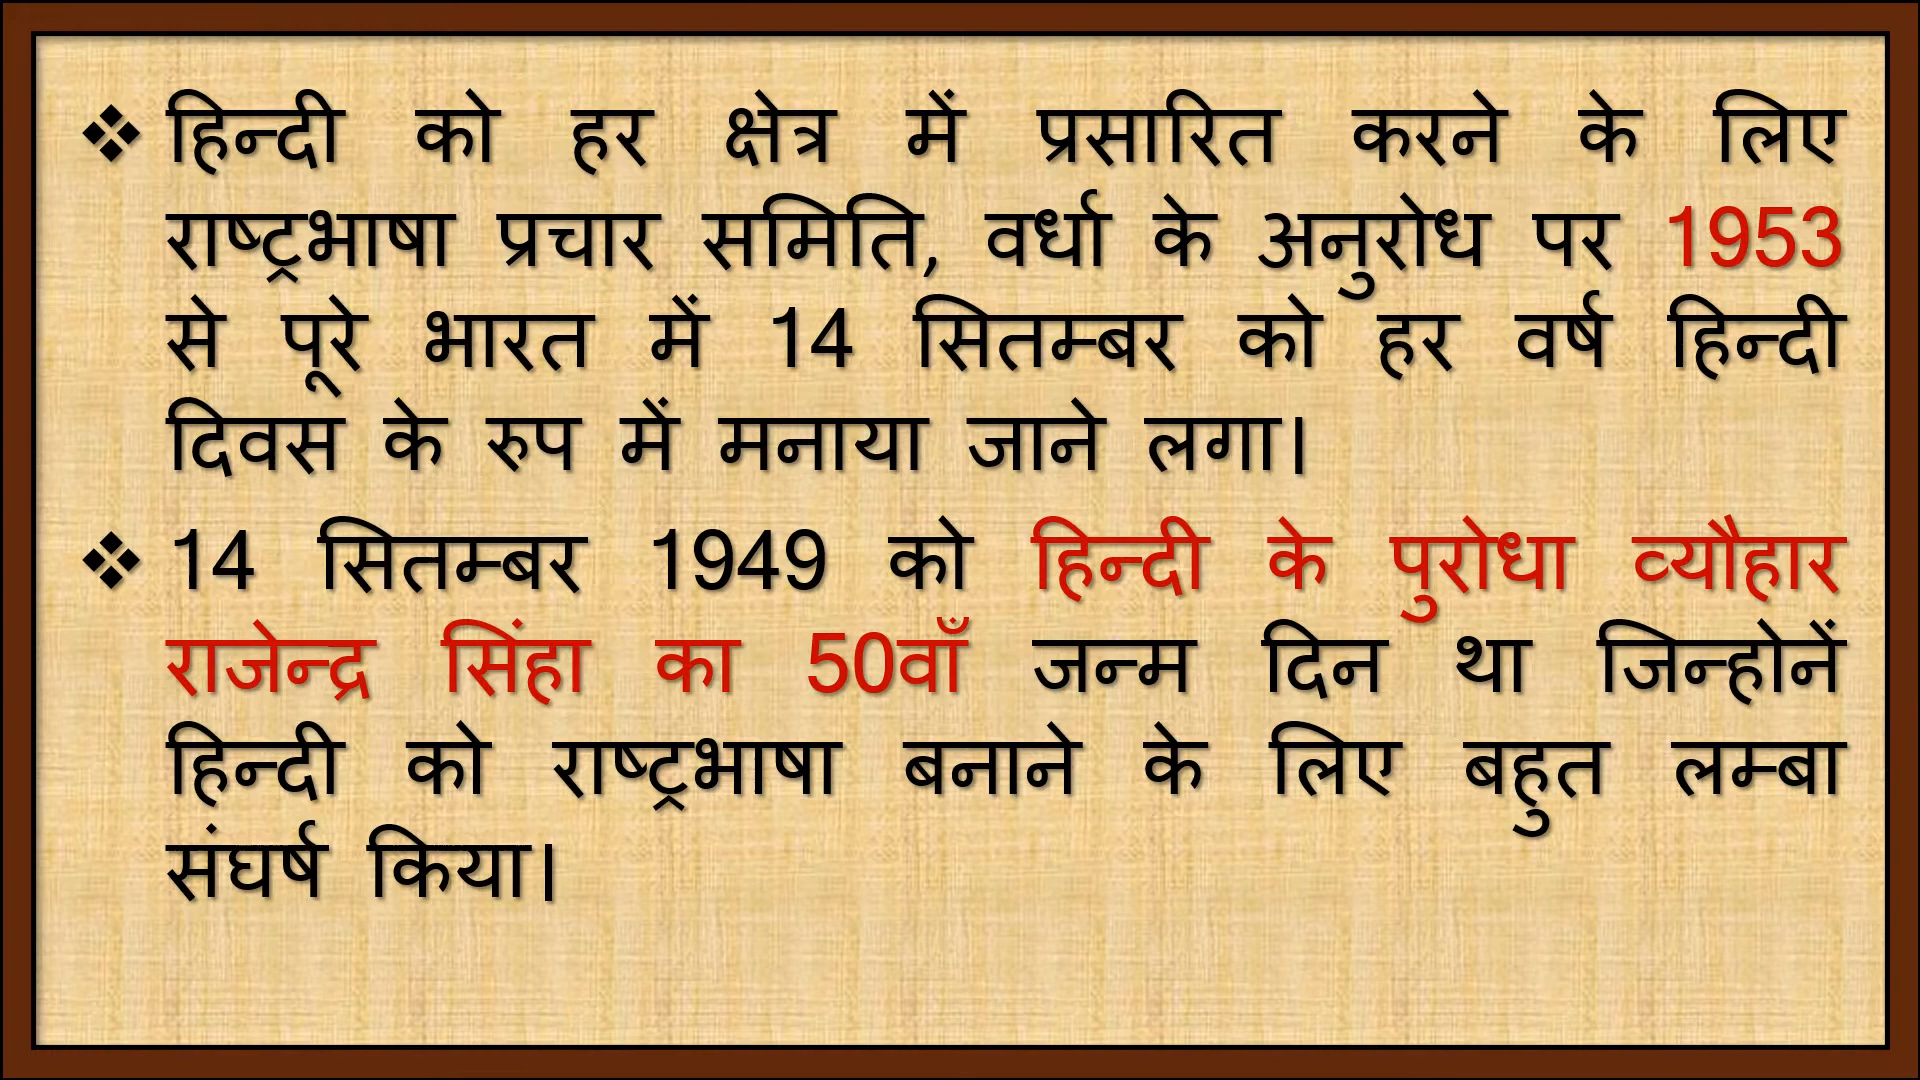 ❖ हिन्दी को हर क्षेत्र में प्रसारित करने के लिए
राष्ट्रभाषा प्रचार समिति, वर्धा के अनुरोध पर 1953
से पूरे भारत में 14 सितम्बर को हर वर्ष हिन्दी
दिवस के रुप में मनाया जाने लगा।
❖ 14 सितम्बर 1949 को हिन्दी के पुरोधा व्यौहार
राजेन्द्र सिंहा का 50वाँ जन्म दिन था जिन्होनें
हिन्दी को राष्ट्रभाषा बनाने के लिए बहुत लम्बा
संघर्ष किया।